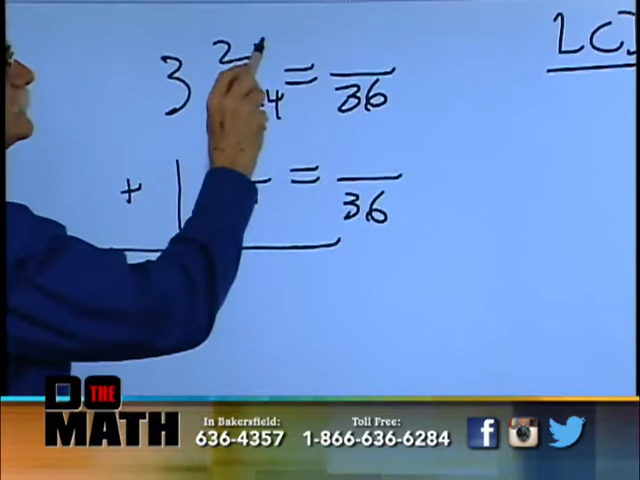 LC
3 2 4 = 36
+ 1 = 36
DO THE MATH
In Bakersfield: 636-4357
Toll Free: 1-866-636-6284